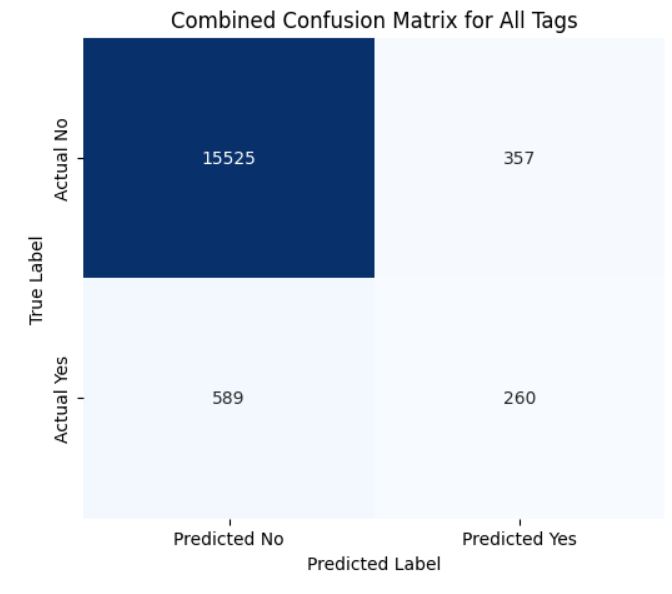 Combined Confusion Matrix for All Tags
True Label
Actual No
15525
357
Actual Yes
589
260
Predicted No
Predicted Yes
Predicted Label